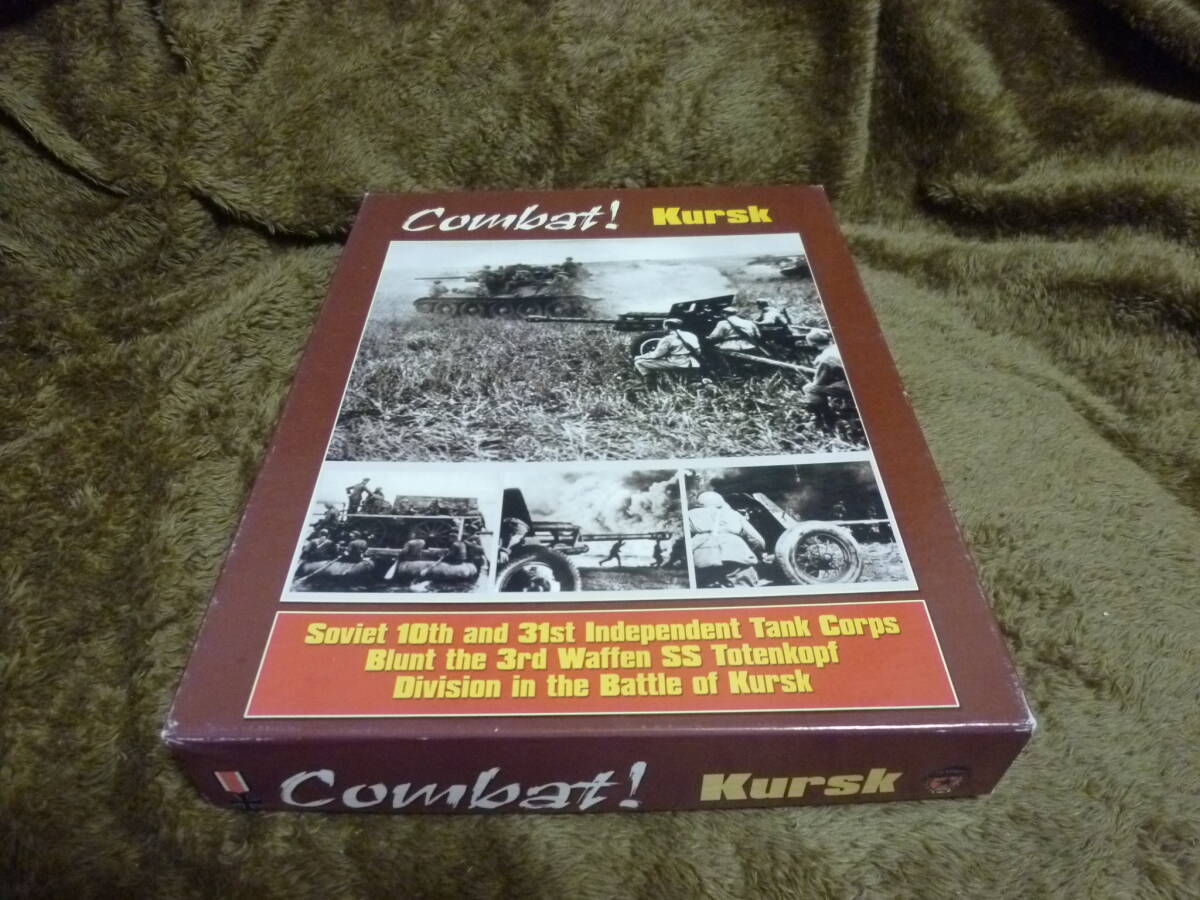 Combat! Kursk
Soviet 10th and 31st Independent Tank Corps
Blunt the 3rd Waffen SS Totenkopf
Division in the Battle of Kursk
Combat! Kursk